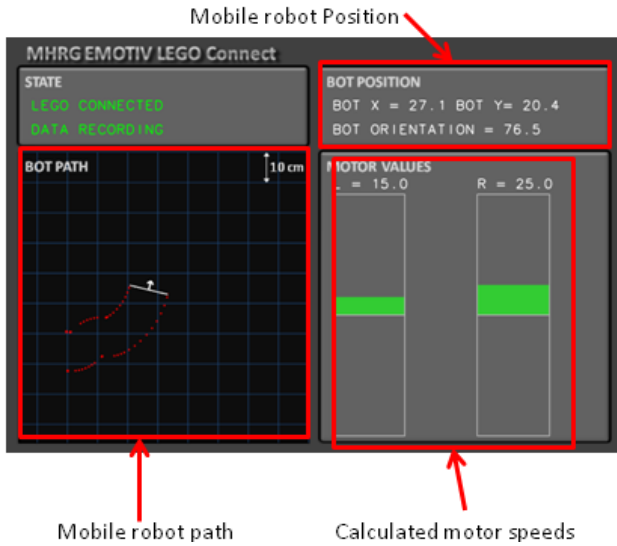 Mobile robot Position
MHRG EMOTIV LEGO Connect
STATE
LEGO CONNECTED
DATA RECORDING
BOT POSITION
BOT X = 27.1 BOT Y= 20.4
BOT ORIENTATION = 76.5
BOT PATH
10 cm
MOTOR VALUES
L = 15.0 R = 25.0
Mobile robot path
Calculated motor speeds